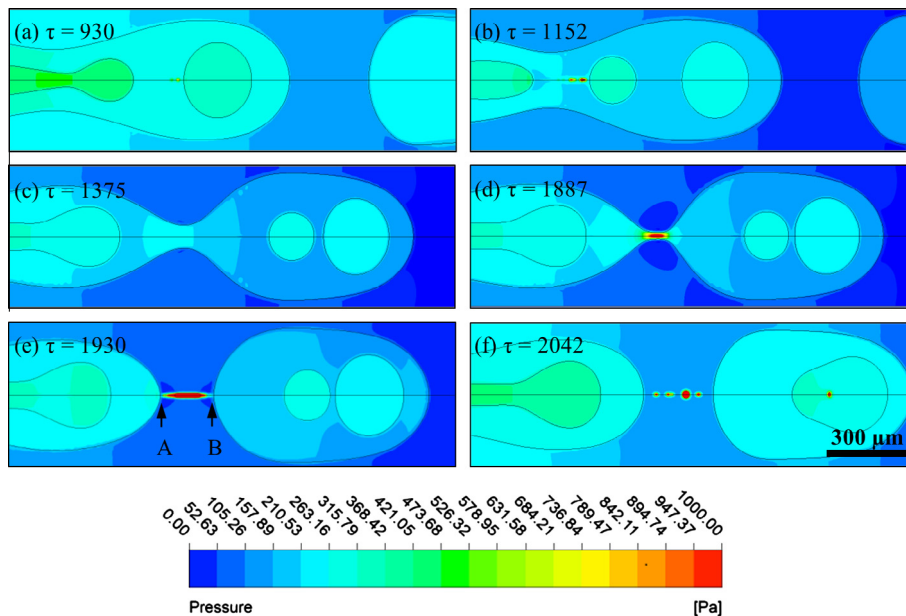 (a) τ = 930
(b) τ = 1152
(c) τ = 1375
(d) τ = 1887
(e) τ = 1930
(f) τ = 2042
A
B
300 µm
0.00
52.63
105.26
157.89
210.53
263.16
315.79
368.42
421.05
473.68
526.32
578.95
631.58
684.21
736.84
789.47
842.11
894.74
947.37
1000.00
Pressure
[Pa]